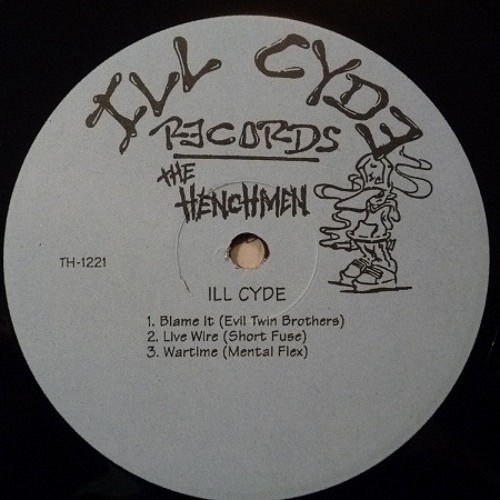 ILL CYDE
RECORDS
THE
HENCHMEN
TH-1221
ILL CYDE
1. Blame It (Evil Twin Brothers)
2. Live Wire (Short Fuse)
3. Wartime (Mental Flex)